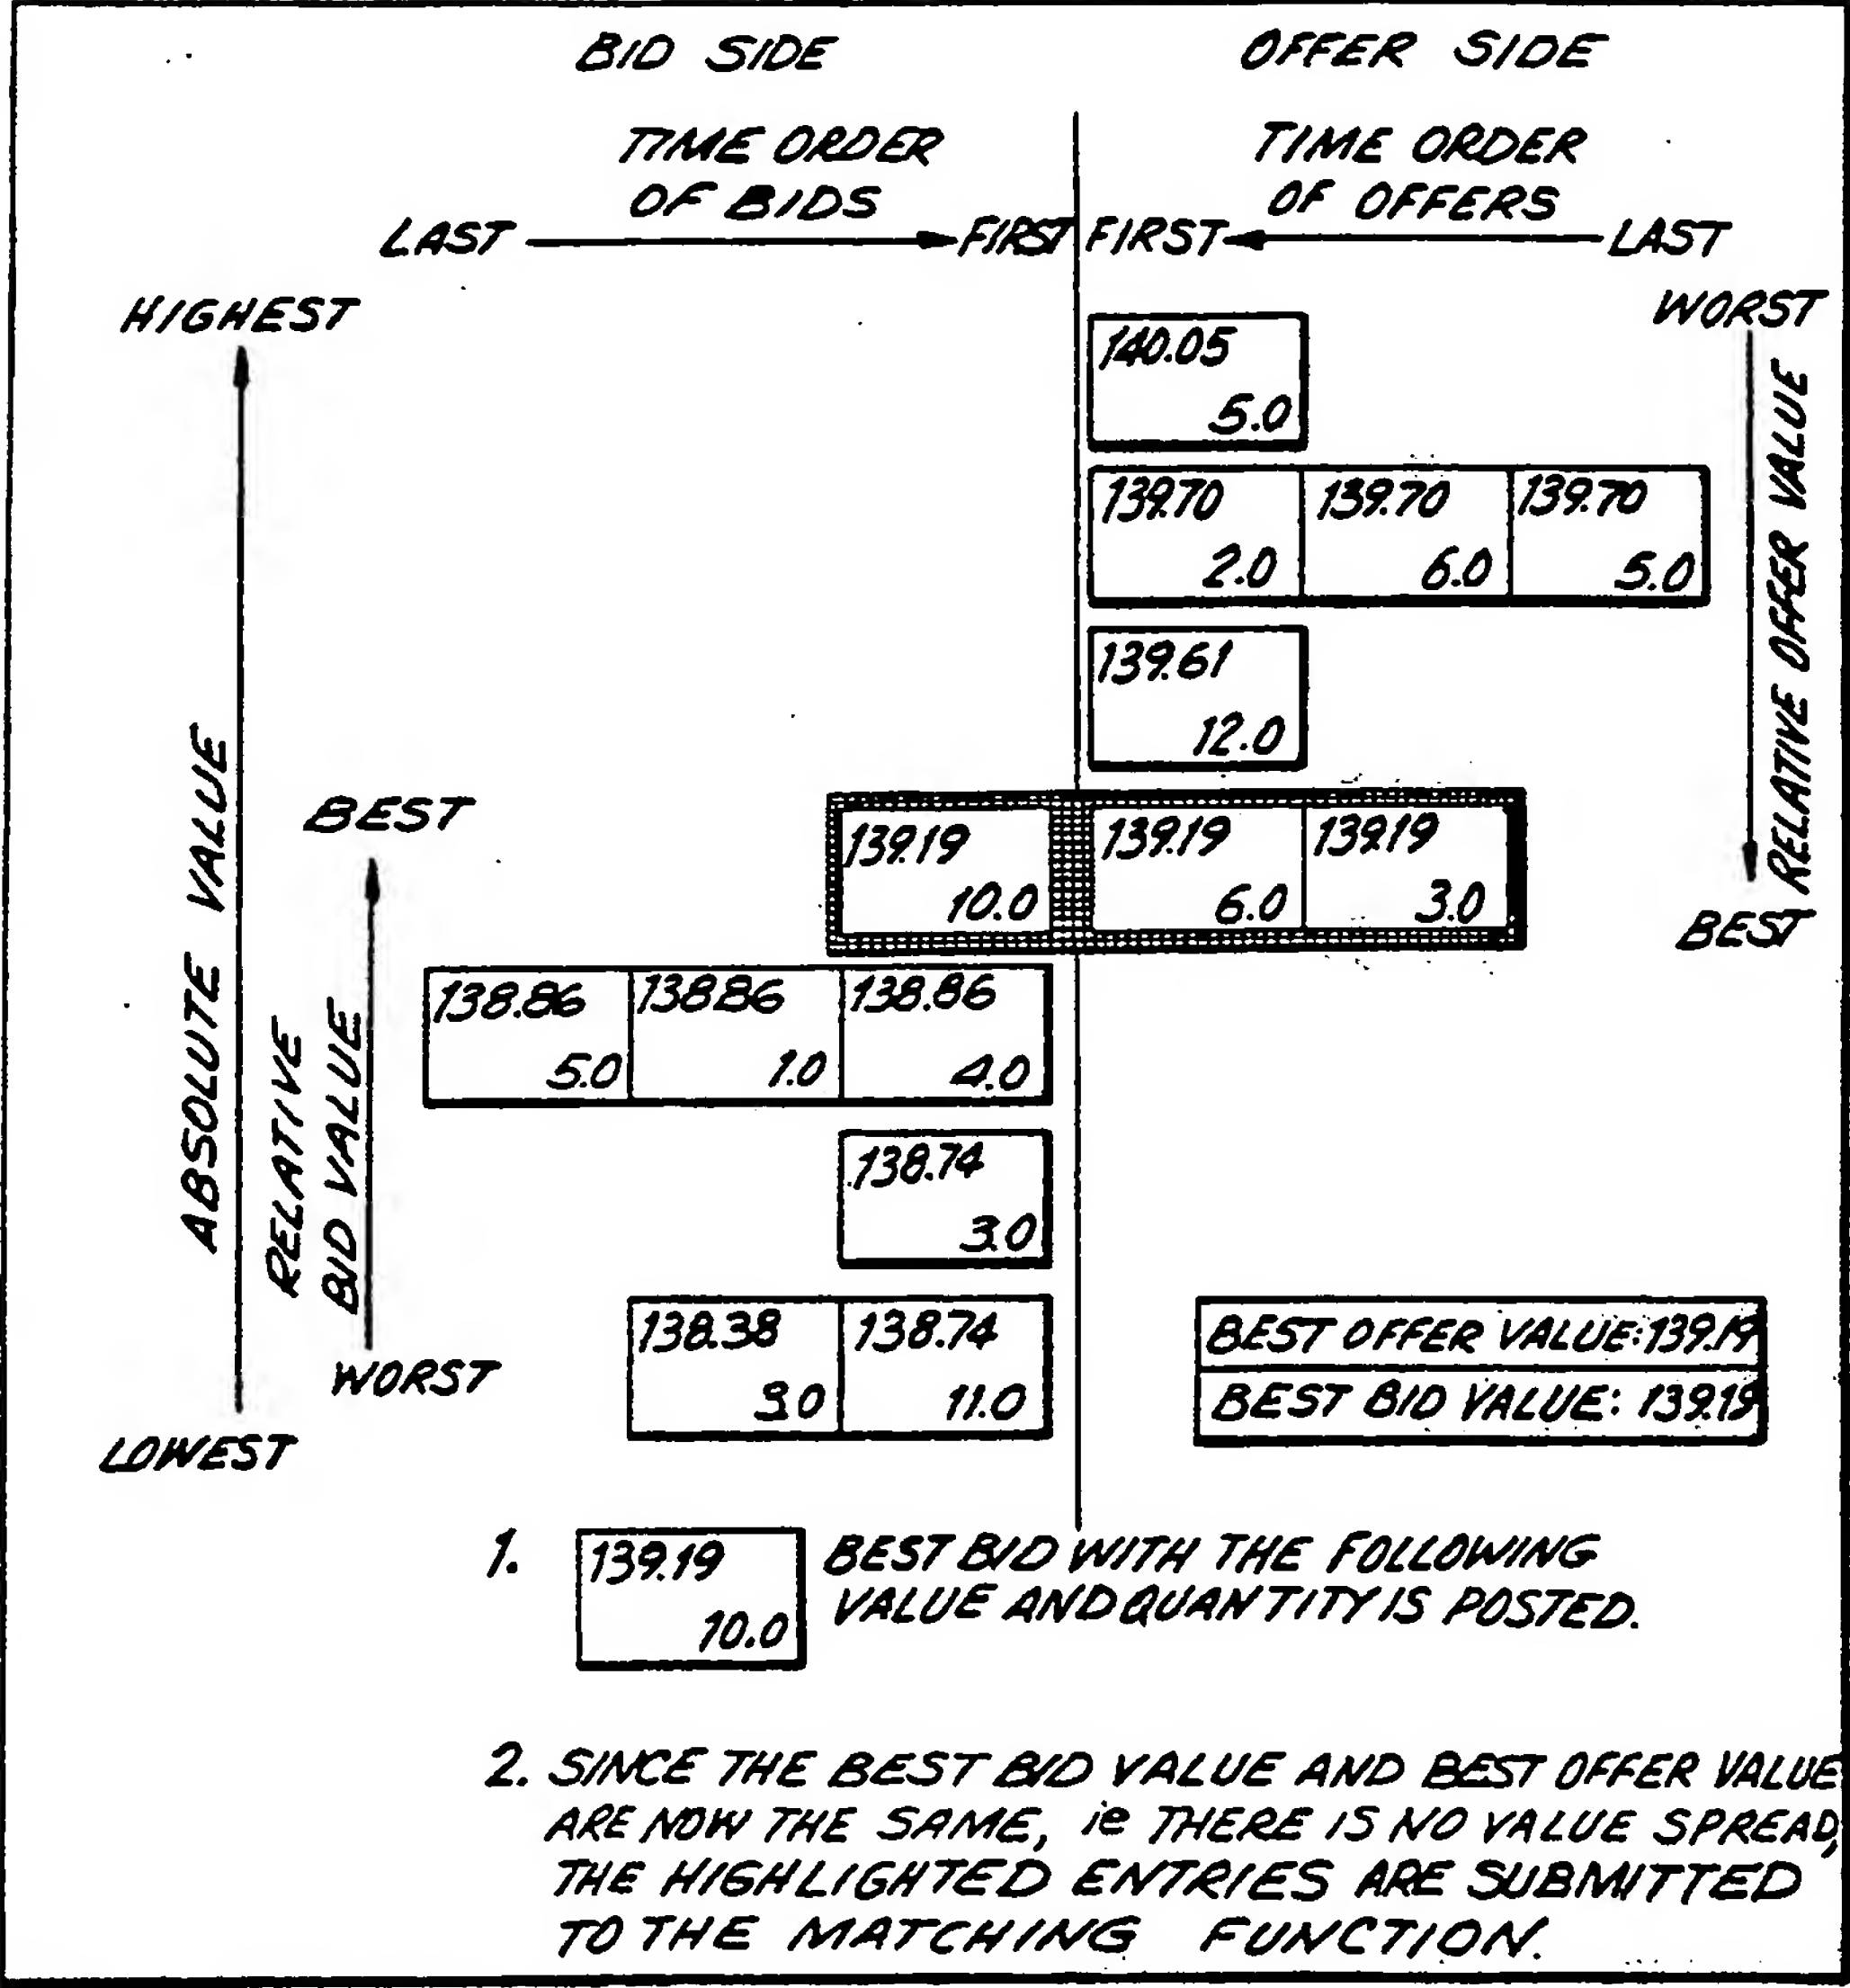 BID SIDE
OFFER SIDE
TIME ORDER
OF BIDS
TIME ORDER
OF OFFERS
LAST
FIRST
FIRST
LAST
HIGHEST
WORST
140.05
5.0
139.70
2.0
139.70
6.0
139.70
5.0
139.61
12.0
RELATIVE OFFER VALUE
ABSOLUTE VALUE
BEST
139.19
10.0
139.19
6.0
139.19
3.0
BEST
RELATIVE
BID VALUE
138.86
5.0
138.86
1.0
138.86
4.0
138.74
3.0
138.38
138.74
11.0
WORST
LOWEST
BEST OFFER VALUE: 139.19
BEST BID VALUE: 139.19
1.
139.19
10.0
BEST BID WITH THE FOLLOWING
VALUE AND QUANTITY IS POSTED.
2. SINCE THE BEST BID VALUE AND BEST OFFER VALUE
ARE NOW THE SAME, ie THERE IS NO VALUE SPREAD,
THE HIGHLIGHTED ENTRIES ARE SUBMITTED
TO THE MATCHING FUNCTION.